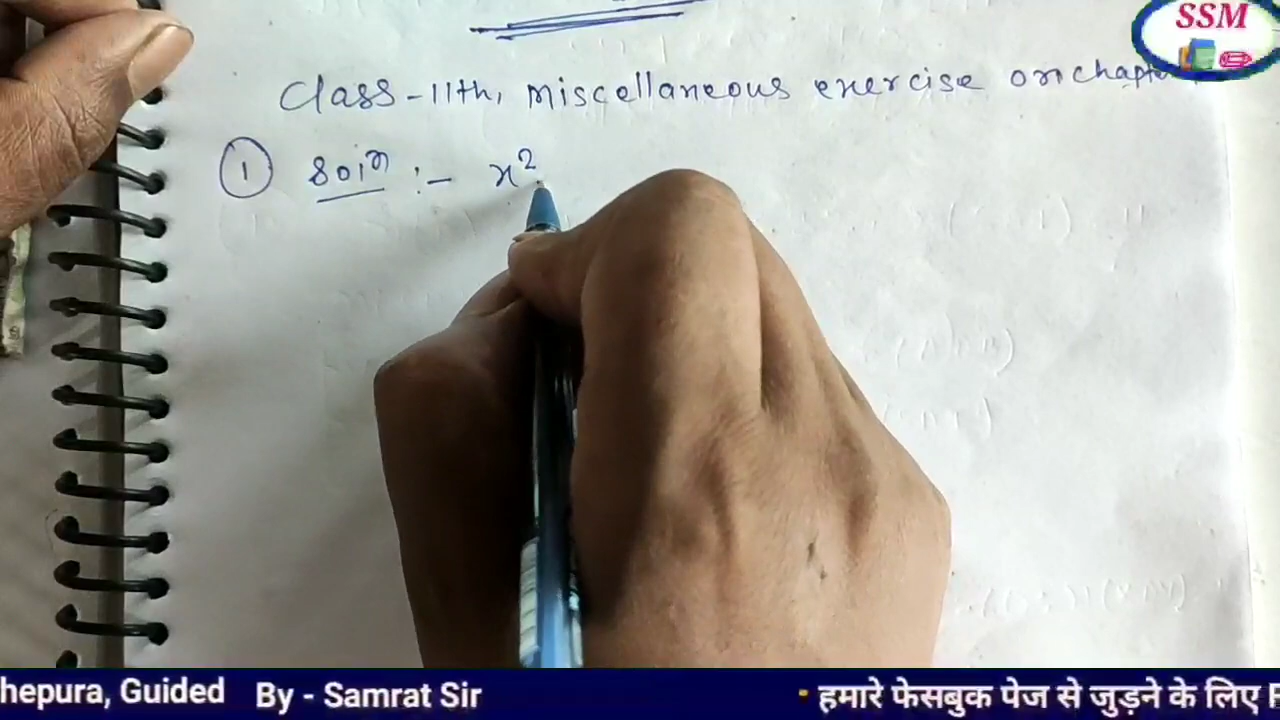 SSM
Class-11th, miscellaneous exercise on chapte
1 Solⁿ :- x²
hepura, Guided By - Samrat Sir • हमारे फेसबुक पेज से जुड़ने के लिए F